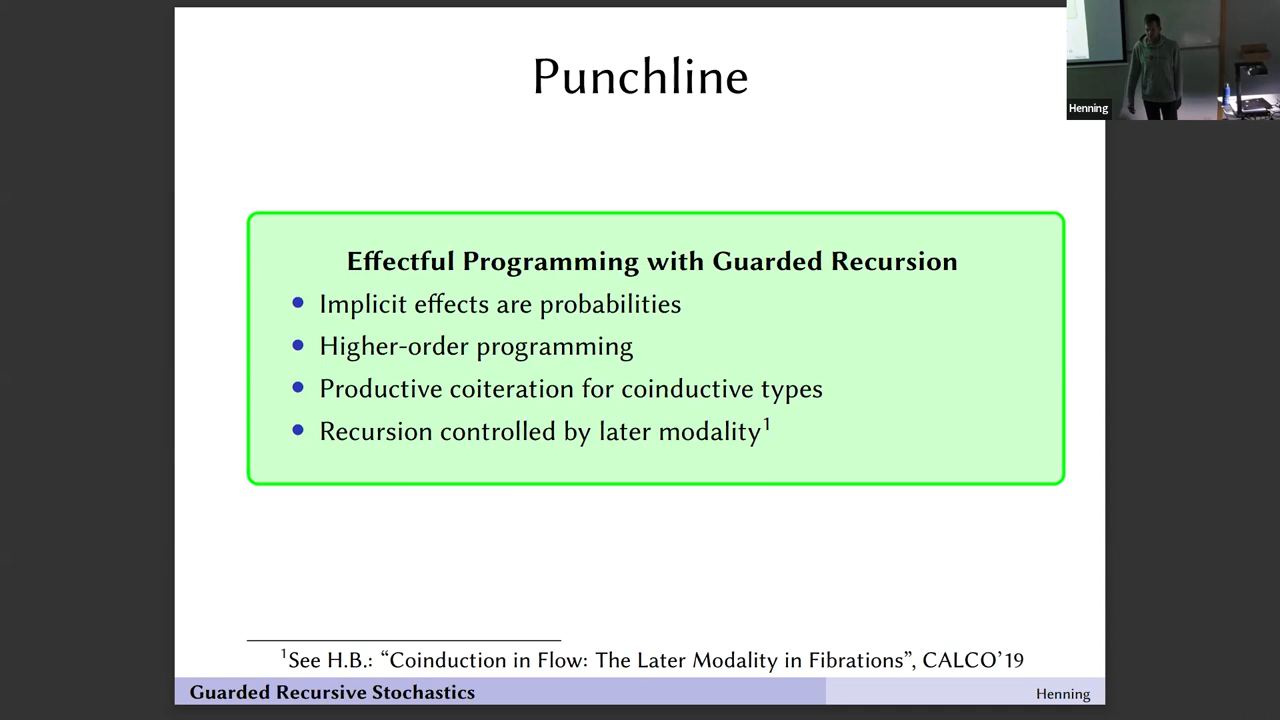 Punchline
Henning
Effectful Programming with Guarded Recursion
• Implicit effects are probabilities
• Higher-order programming
• Productive coiteration for coinductive types
• Recursion controlled by later modality¹
¹See H.B.: “Coinduction in Flow: The Later Modality in Fibrations”, CALCO’19
Guarded Recursive Stochastics
Henning